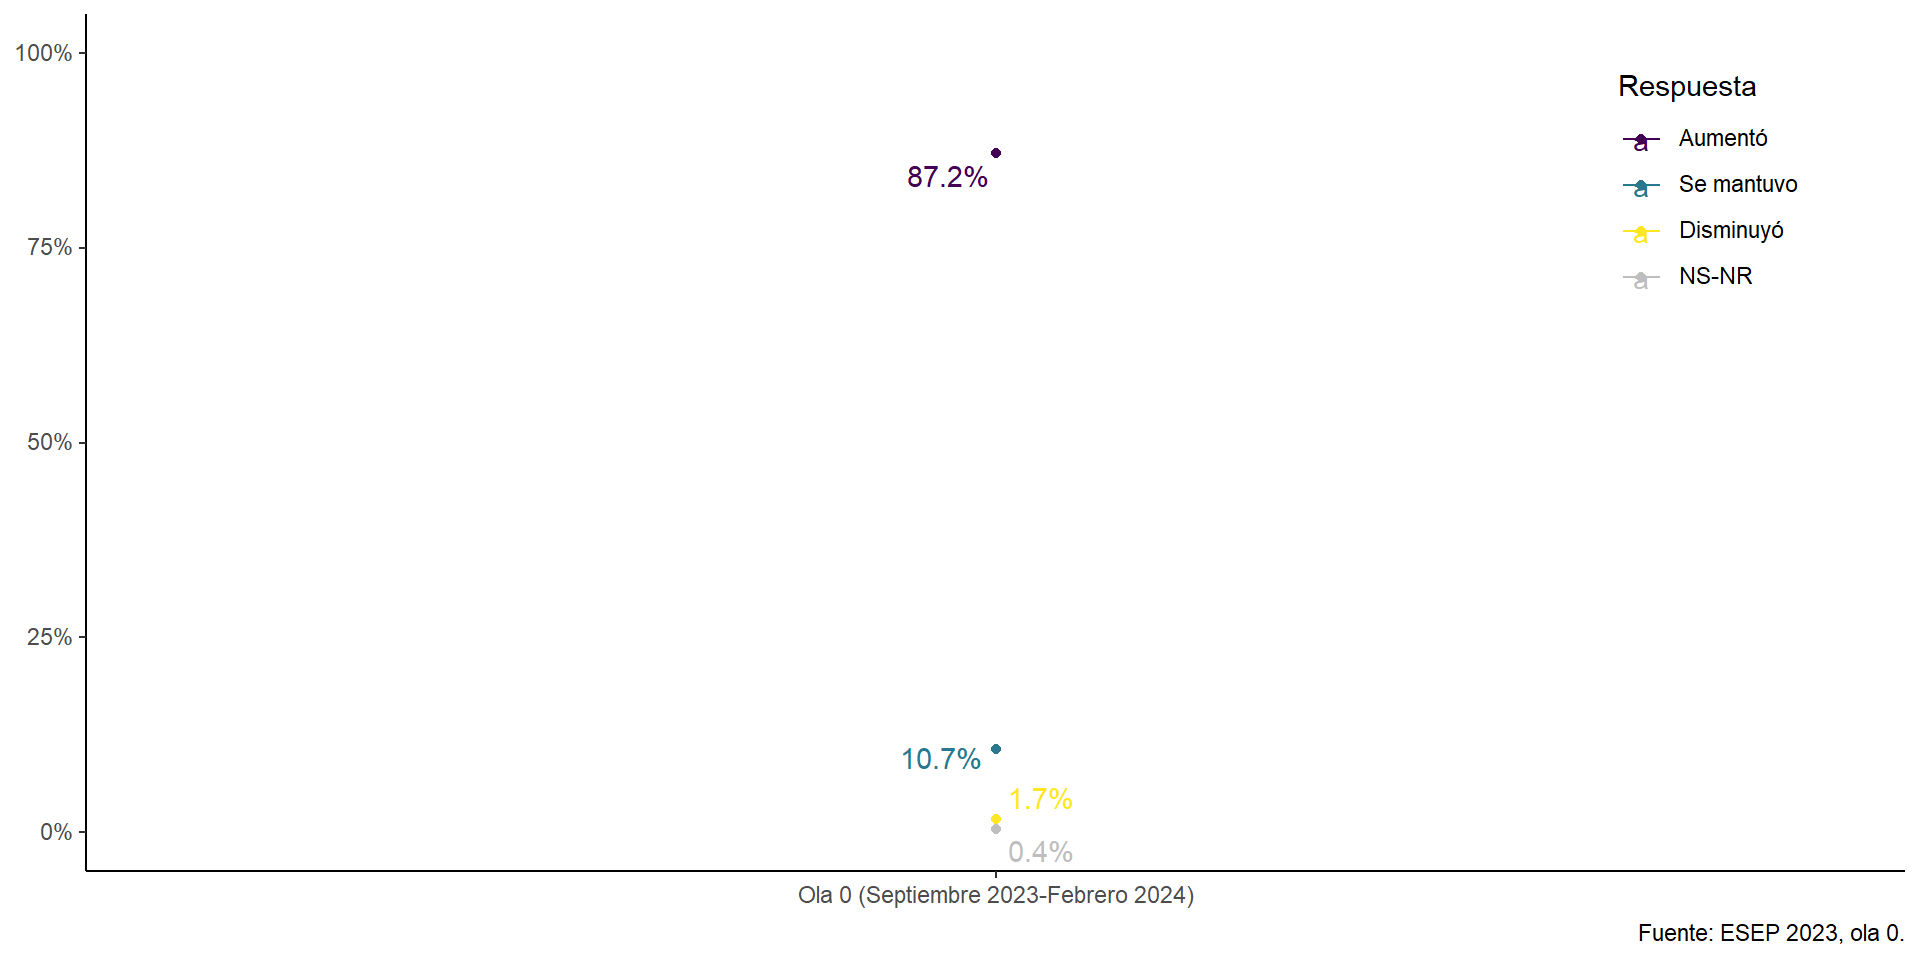 100%
75%
50%
25%
0%
87.2%
10.7%
1.7%
0.4%
Respuesta
a Aumentó
a Se mantuvo
a Disminuyó
a NS-NR
Ola 0 (Septiembre 2023-Febrero 2024)
Fuente: ESEP 2023, ola 0.